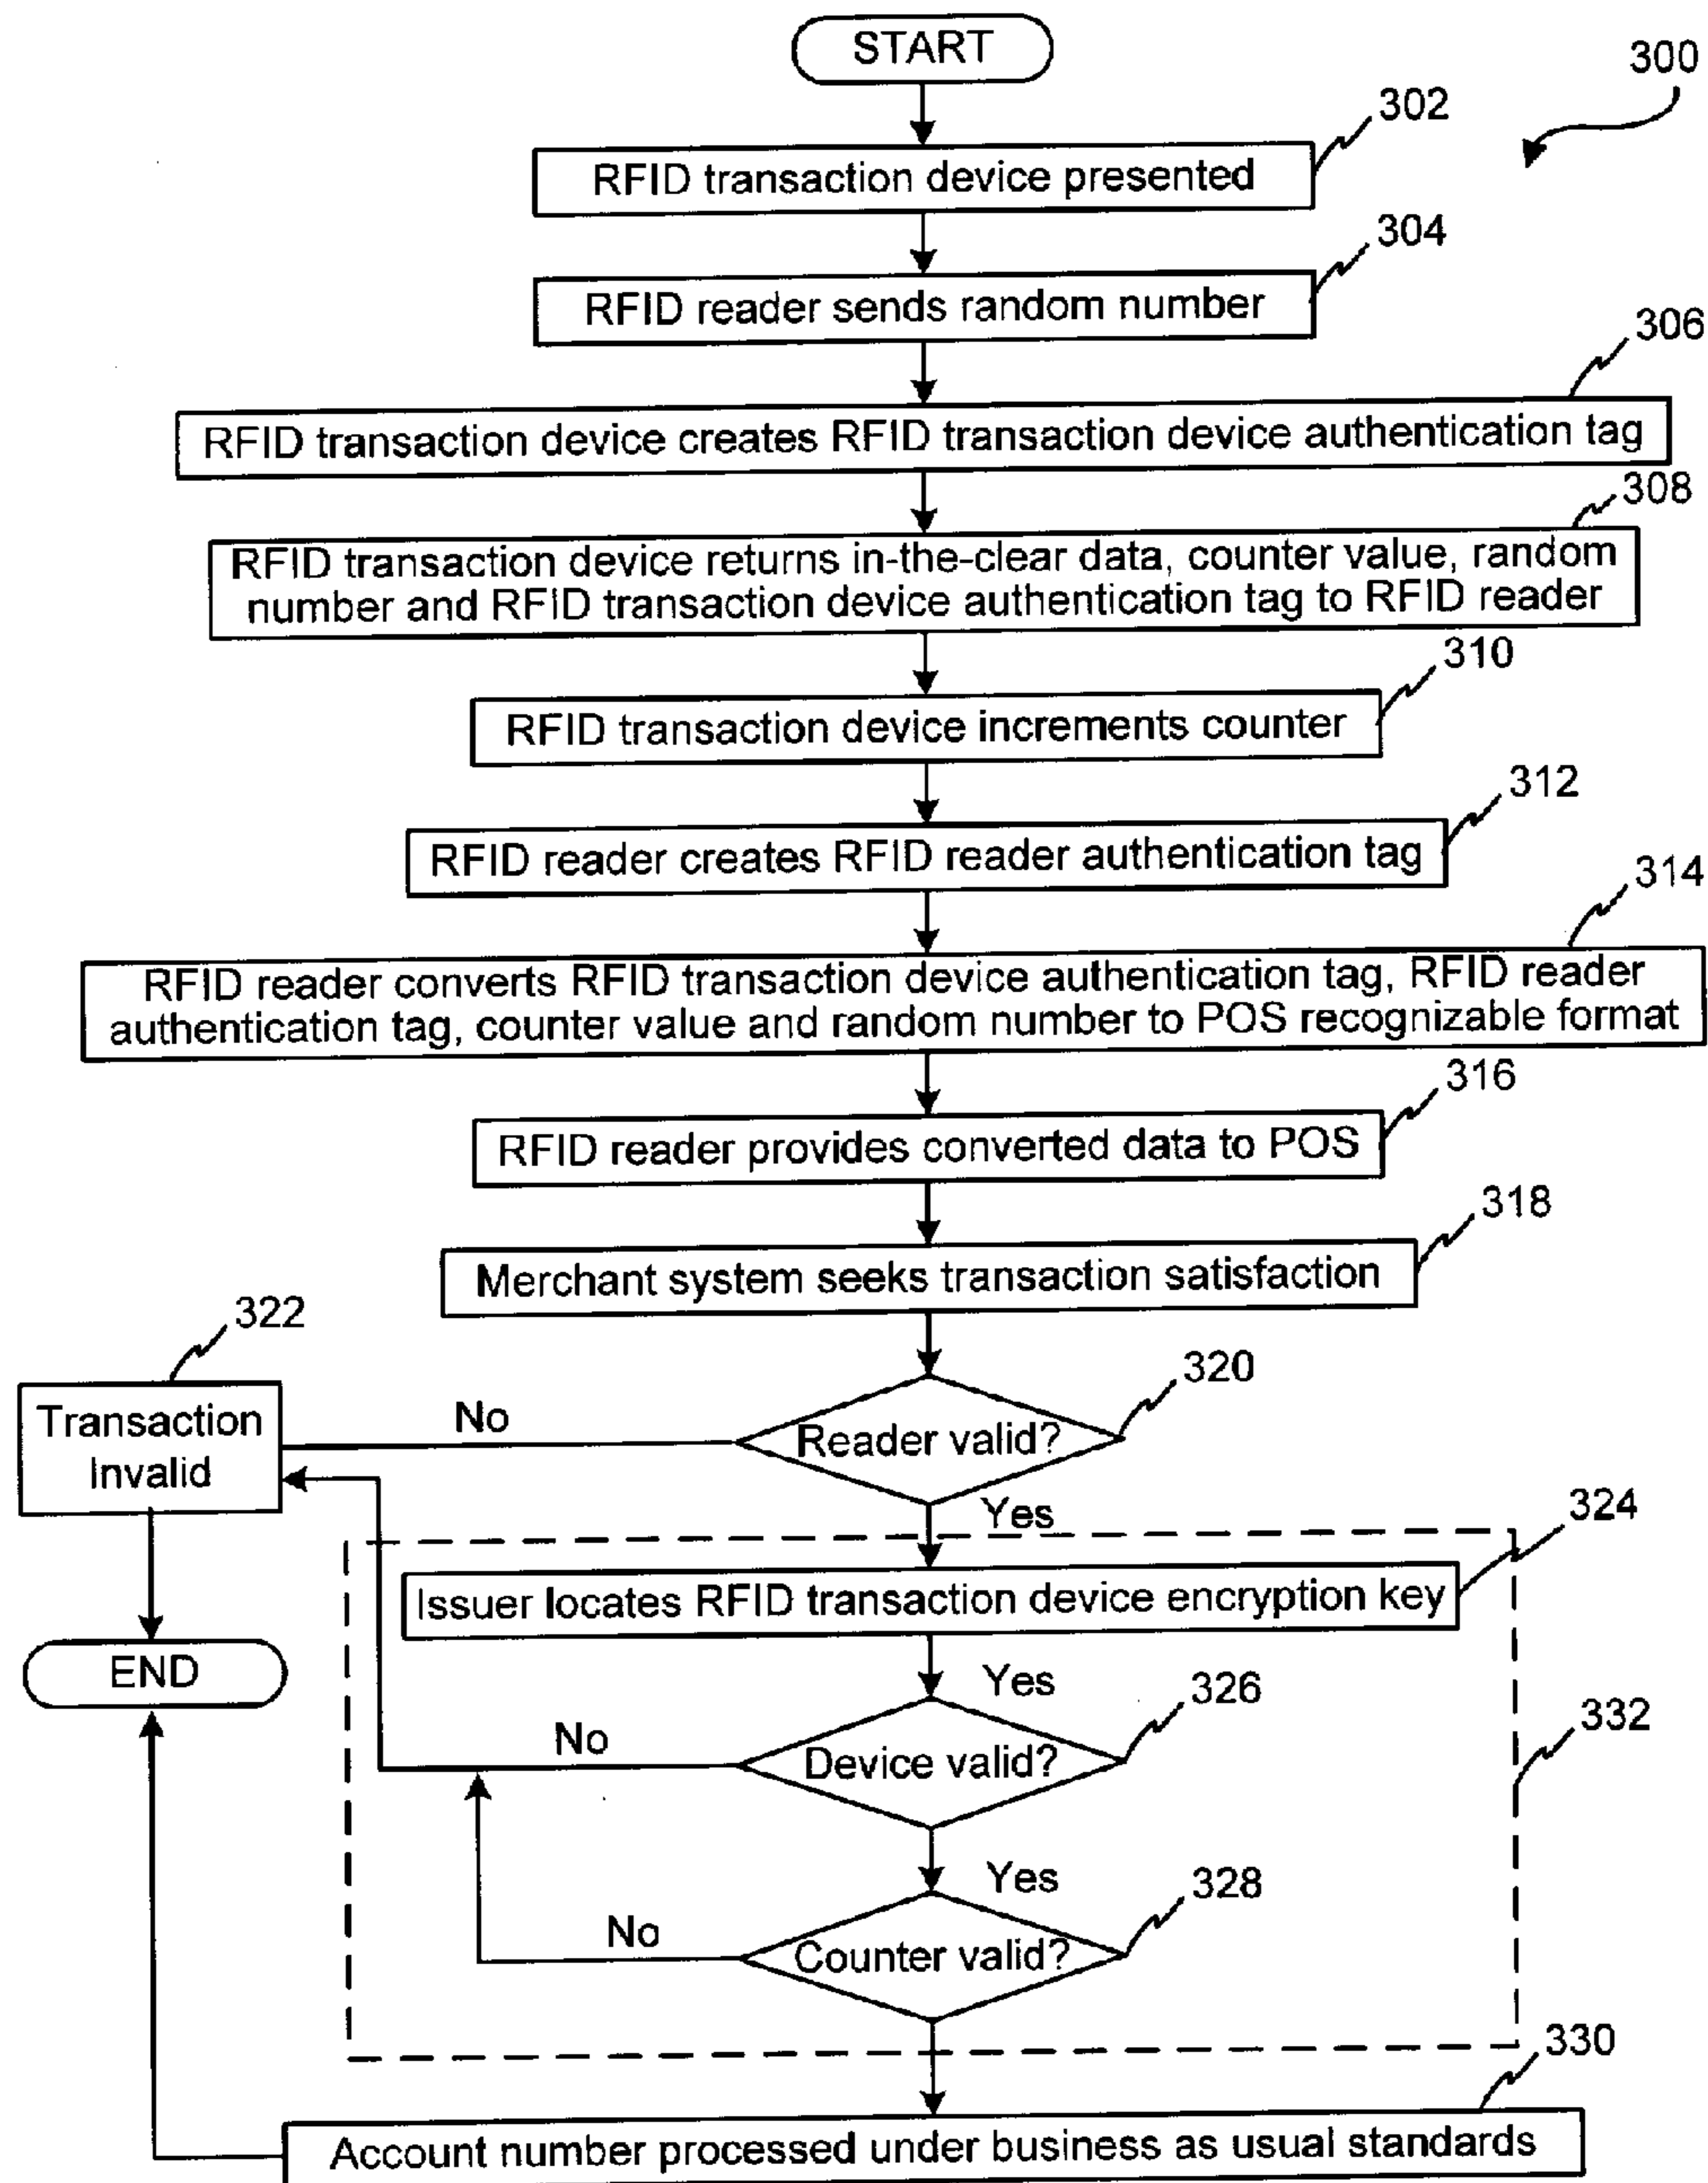 START
300
302
RFID transaction device presented
304
RFID reader sends random number
306
RFID transaction device creates RFID transaction device authentication tag
308
RFID transaction device returns in-the-clear data, counter value, random
number and RFID transaction device authentication tag to RFID reader
310
RFID transaction device increments counter
312
RFID reader creates RFID reader authentication tag
314
RFID reader converts RFID transaction device authentication tag, RFID reader
authentication tag, counter value and random number to POS recognizable format
316
RFID reader provides converted data to POS
318
Merchant system seeks transaction satisfaction
322
320
Transaction
Invalid
No
Reader valid?
Yes
324
Issuer locates RFID transaction device encryption key
END
Yes
326
332
No
Device valid?
Yes
328
No
Counter valid?
330
Account number processed under business as usual standards